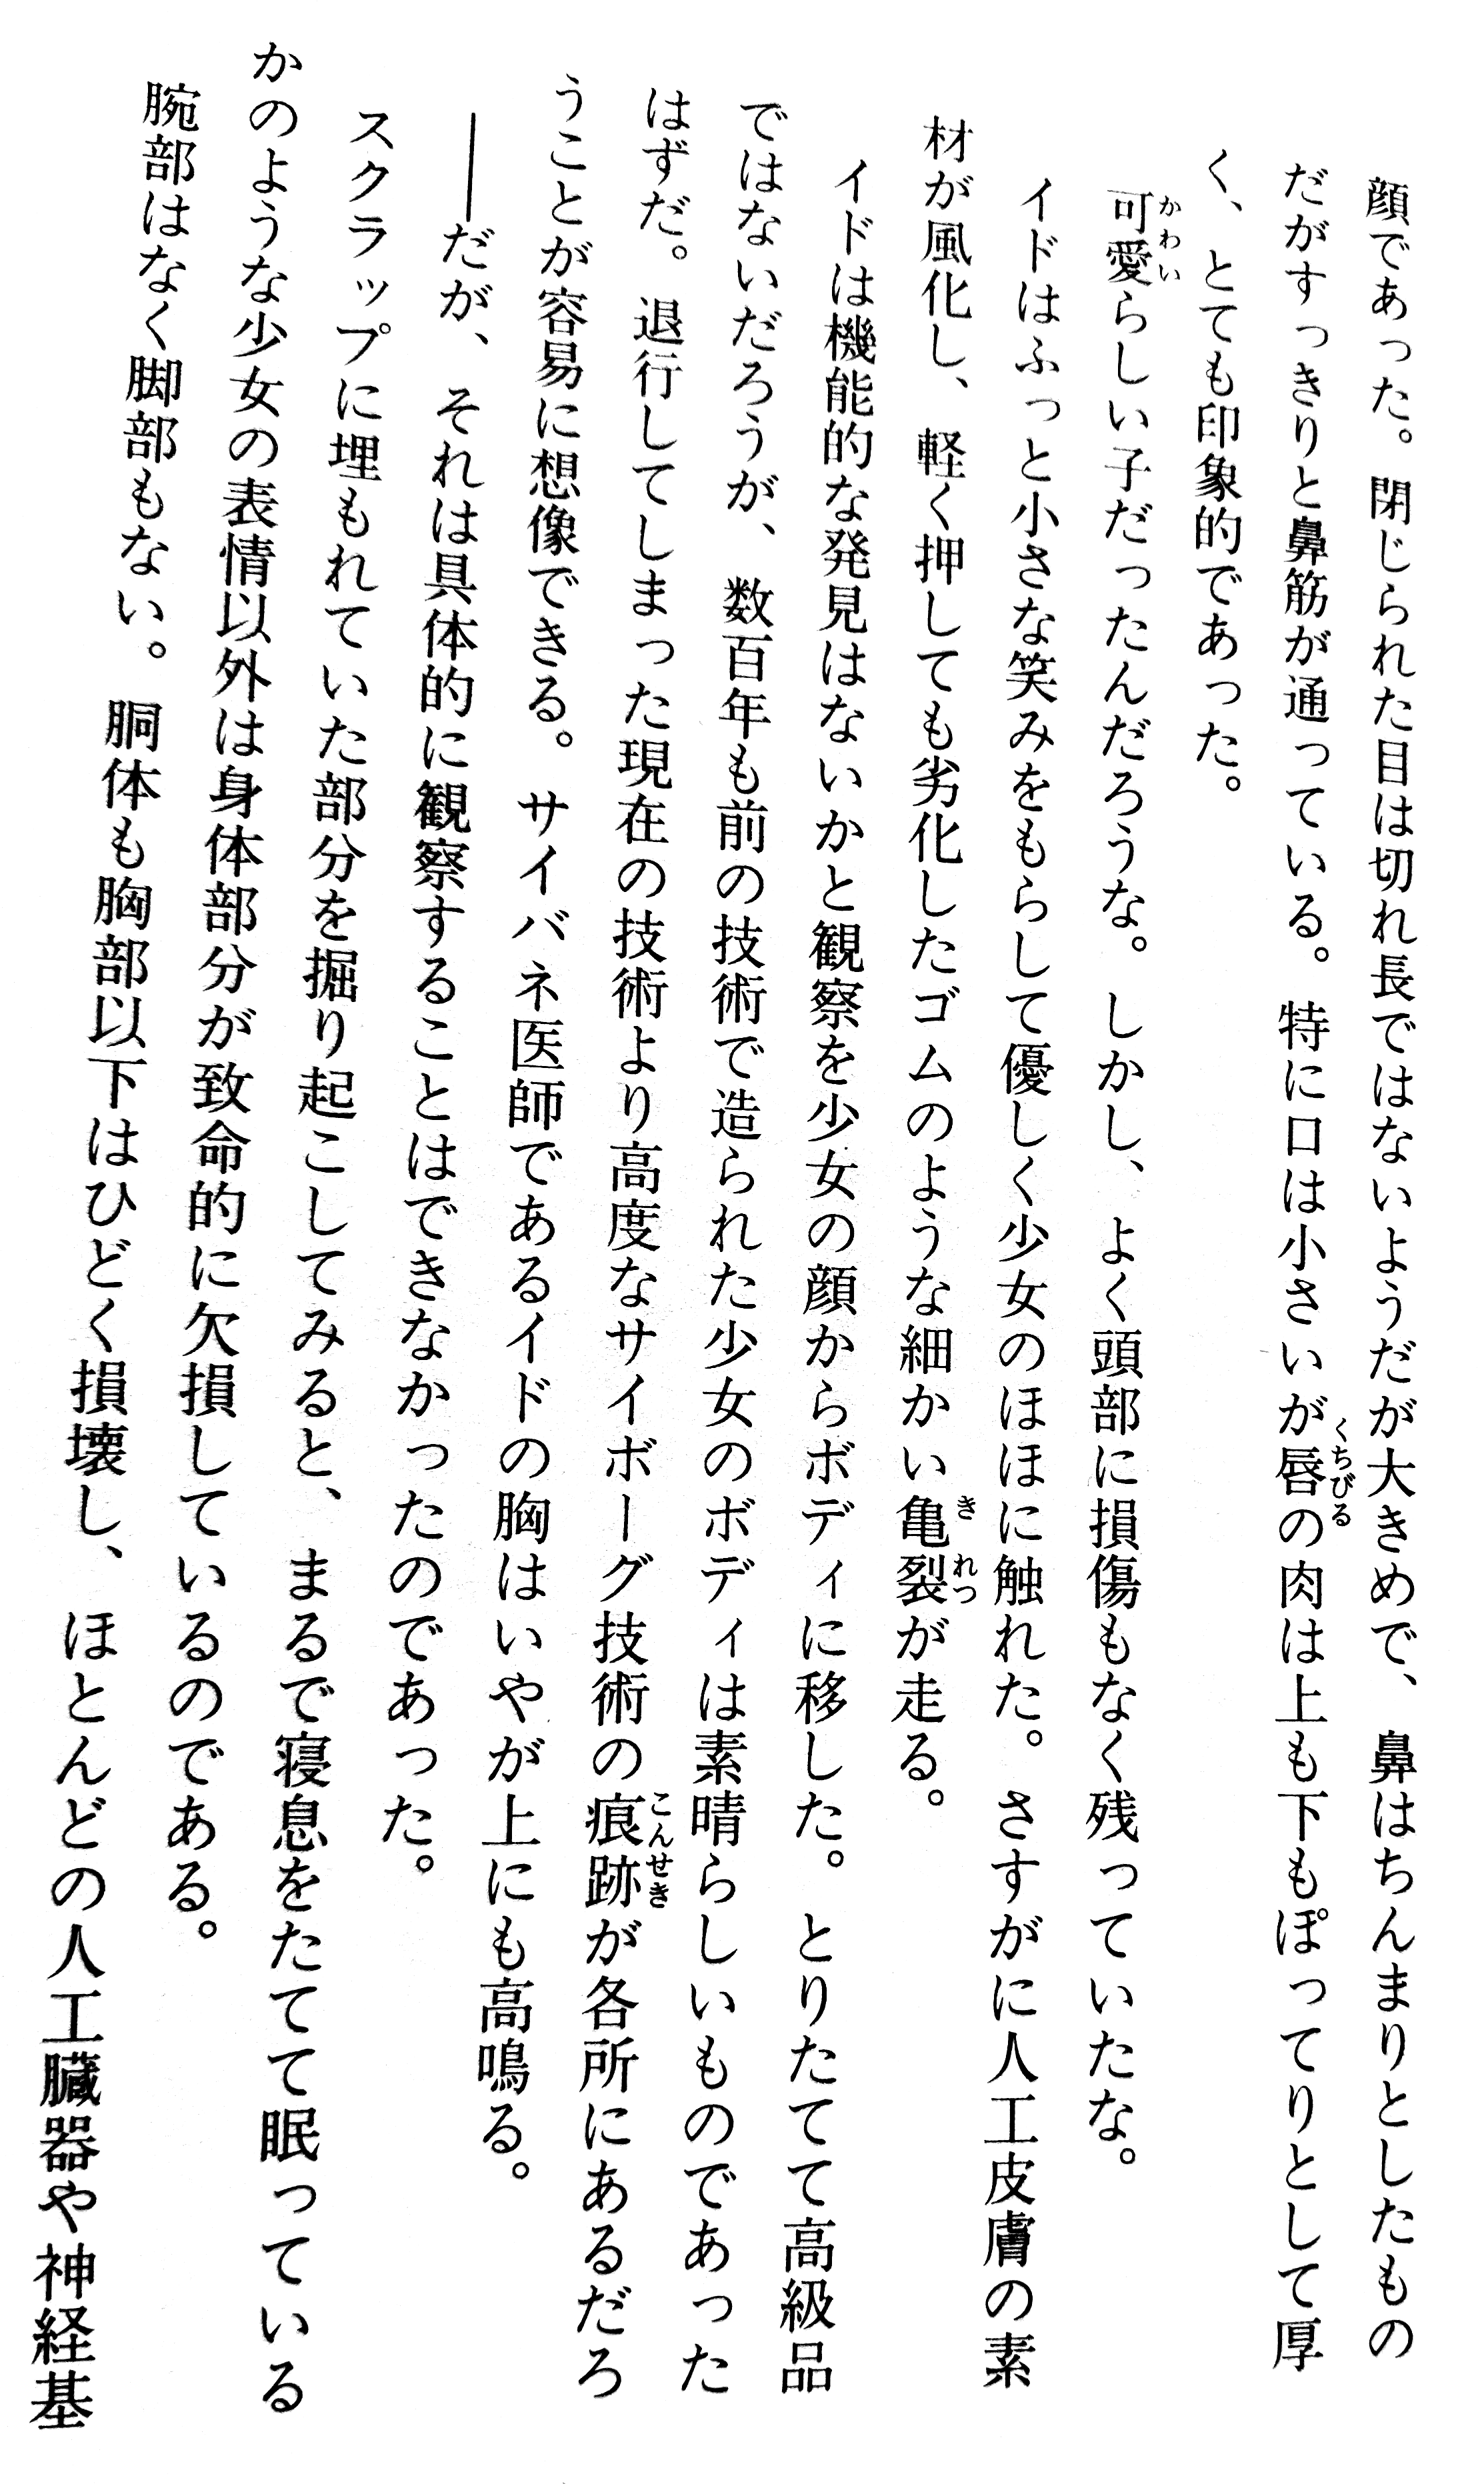 顔であった。閉じられた目は切れ長ではないようだが大きめで、鼻はちんまりとしたもの
だがすっきりと鼻筋が通っている。特に口は小さいが唇の肉は上も下もぽってりとして厚
く、とても印象的であった。
可愛らしい子だったんだろうな。しかし、よく頭部に損傷もなく残っていたな。
イドはふっと小さな笑みをもらして優しく少女のほほに触れた。さすがに人工皮膚の素
材が風化し、軽く押しても劣化したゴムのような細かい亀裂が走る。
イドは機能的な発見はないかと観察を少女の顔からボディに移した。とりたてて高級品
ではないだろうが、数百年も前の技術で造られた少女のボディは素晴らしいものであった
はずだ。退行してしまった現在の技術より高度なサイボーグ技術の痕跡が各所にあるだろ
うことが容易に想像できる。サイバネ医師であるイドの胸はいやが上にも高鳴る。
――だが、それは具体的に観察することはできなかったのであった。
スクラップに埋もれていた部分を掘り起こしてみると、まるで寝息をたてて眠っている
かのような少女の表情以外は身体部分が致命的に欠損しているのである。
腕部はなく脚部もない。胴体も胸部以下はひどく損壊し、ほとんどの人工臓器や神経基